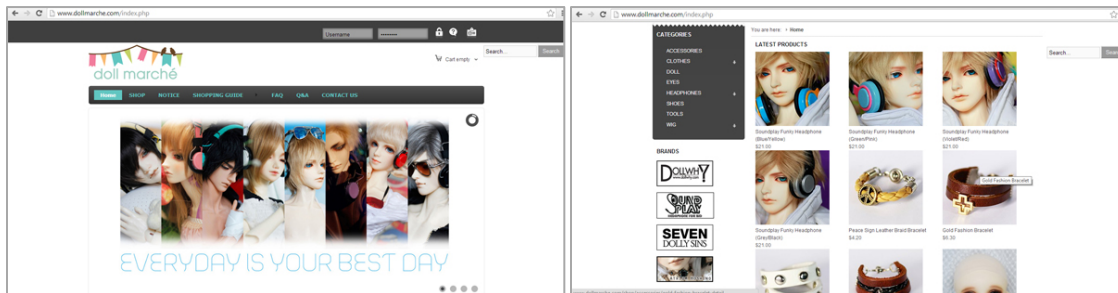 www.dollmarche.com/index.php
Username
Search...
Search
doll marché
Cart empty
Home SHOP NOTICE SHOPPING GUIDE FAQ Q&A CONTACT US
EVERYDAY IS YOUR BEST DAY
www.dollmarche.com/index.php
CATEGORIES
ACCESSORIES
CLOTHES
DOLL
EYES
HEADPHONES
SHOES
TOOLS
WIG
BRANDS
DOLLWHY
SOUND PLAY
SEVEN
DOLLY SINS
You are here: Home
LATEST PRODUCTS
Soundplay Funky Headphone
(Blue/Yellow)
$21.00
Soundplay Funky Headphone
(Green/Pink)
$21.00
Soundplay Funky Headphone
(Violet/Red)
$21.00
Soundplay Funky Headphone
(Grey/Black)
$21.00
Peace Sign Leather Braid Bracelet
$4.20
Gold Fashion Bracelet
Gold Fashion Bracelet
Search...